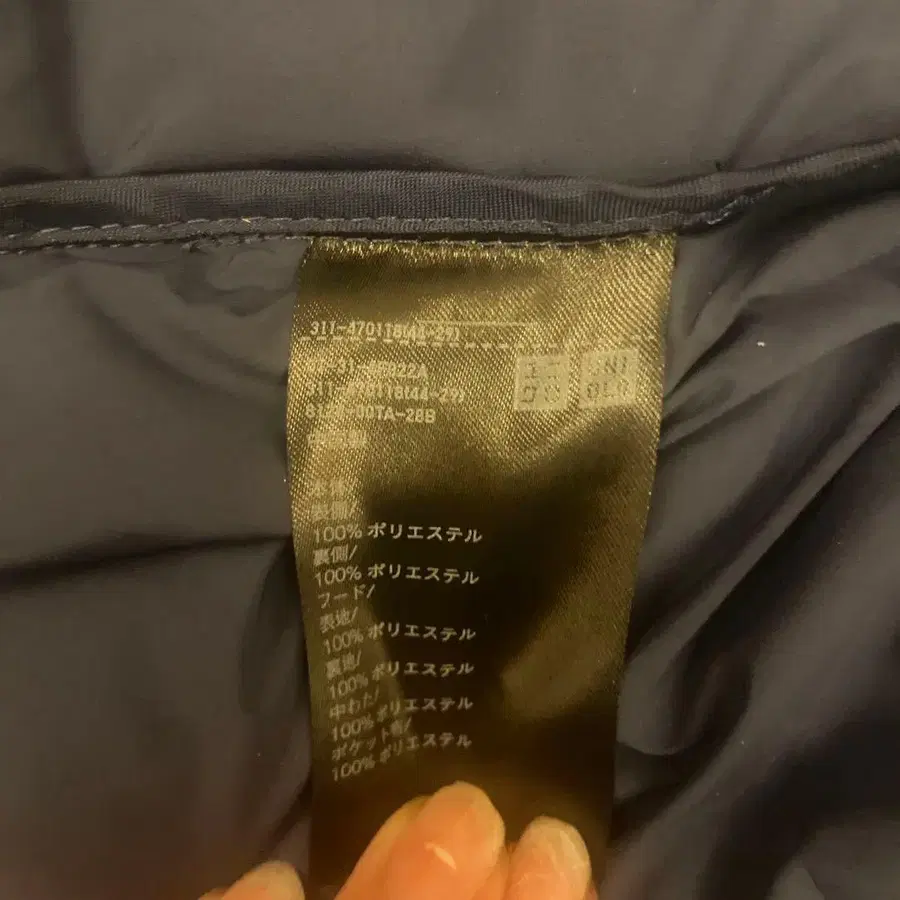 311-470118(44-29)
311-470118(44-29)
UNI
QLO
表側/
100% ポリエステル
裏側/
100% ポリエステル
フード/
表地/
100% ポリエステル
裏地/
100% ポリエステル
中わた/
100% ポリエステル
ポケット布/
100% ポリエステル